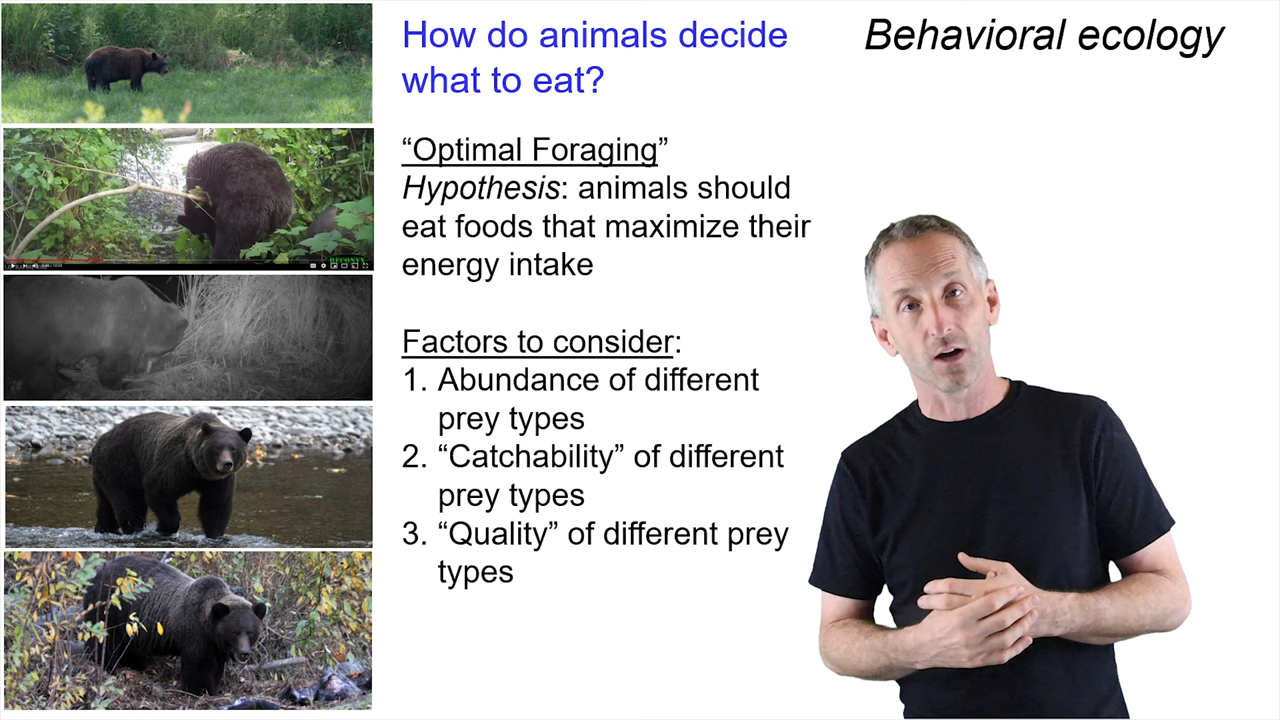 How do animals decide
what to eat?
Behavioral ecology
“Optimal Foraging”
Hypothesis: animals should
eat foods that maximize their
energy intake
Factors to consider:
1. Abundance of different
prey types
2. “Catchability” of different
prey types
3. “Quality” of different prey
types
RECONYX